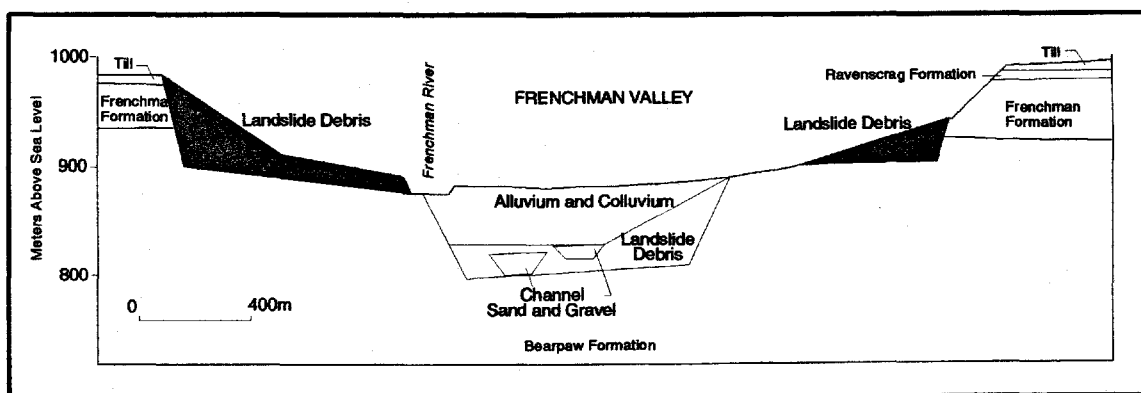 1000
Till
Frenchma
Formation
Landslide Debris
Frenchman River
FRENCHMAN VALLEY
Till
Ravenscrag Formation
Frenchman
Formation
Landslide Debris
900
Meters Above Sea Level
Alluvium and Colluvium
Landslide
Debris
800
Channel
Sand and Gravel
0
400m
Bearpaw Formation